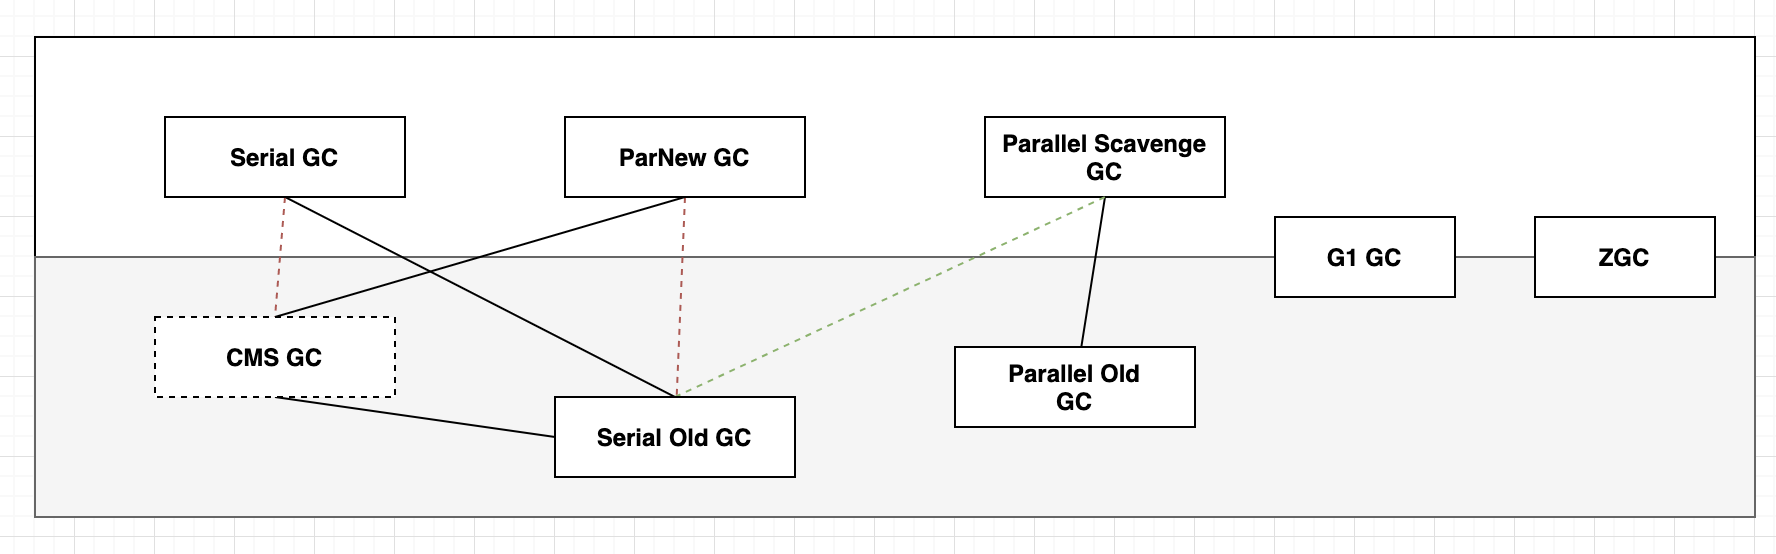 Serial GC
ParNew GC
Parallel Scavenge
GC
G1 GC
ZGC
CMS GC
Parallel Old
GC
Serial Old GC